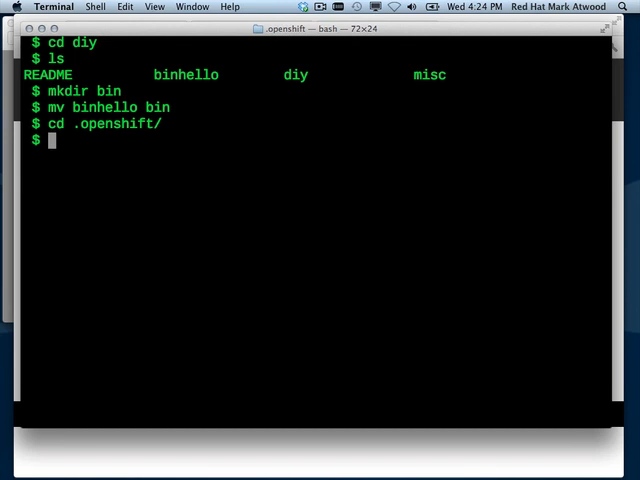 Terminal Shell Edit View Window Help Wed 4:24 PM Red Hat Mark Atwood
.openshift — bash — 72×24
$ cd diy
$ ls
README binhello diy misc
$ mkdir bin
$ mv binhello bin
$ cd .openshift/
$